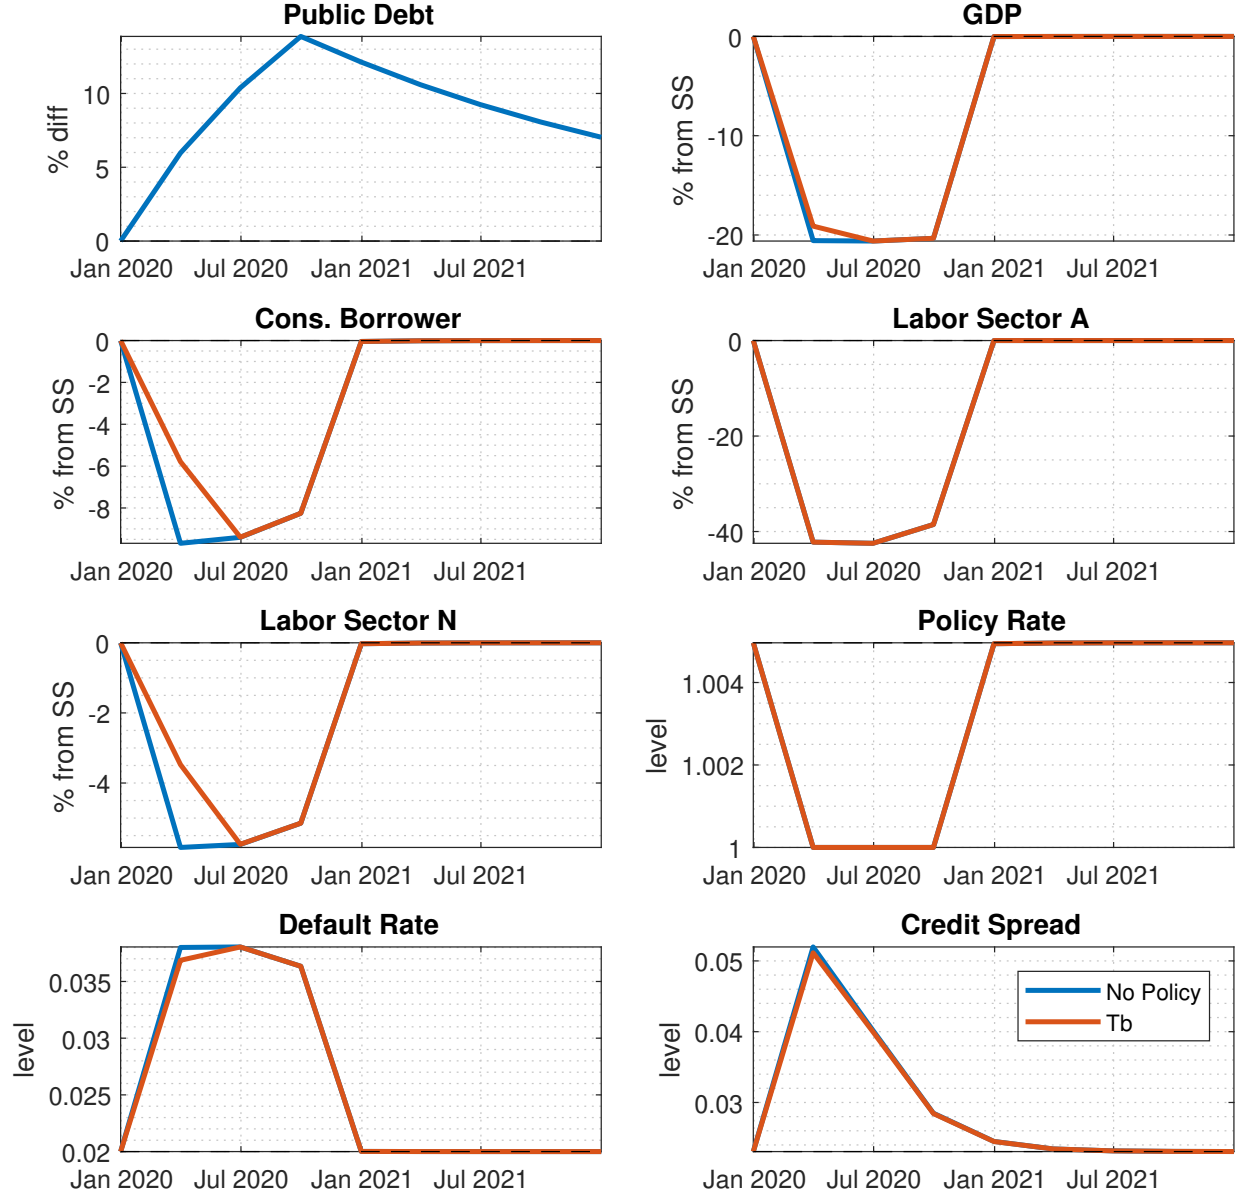 Public Debt
% diff
10
5
0
Jan 2020 Jul 2020 Jan 2021 Jul 2021
GDP
% from SS
0
-10
-20
Jan 2020 Jul 2020 Jan 2021 Jul 2021
Cons. Borrower
% from SS
0
-2
-4
-6
-8
Jan 2020 Jul 2020 Jan 2021 Jul 2021
Labor Sector A
% from SS
0
-20
-40
Jan 2020 Jul 2020 Jan 2021 Jul 2021
Labor Sector N
% from SS
0
-2
-4
Jan 2020 Jul 2020 Jan 2021 Jul 2021
Policy Rate
level
1.004
1.002
1
Jan 2020 Jul 2020 Jan 2021 Jul 2021
Default Rate
level
0.035
0.03
0.025
0.02
Jan 2020 Jul 2020 Jan 2021 Jul 2021
Credit Spread
level
0.05
0.04
0.03
No Policy
Tb
Jan 2020 Jul 2020 Jan 2021 Jul 2021